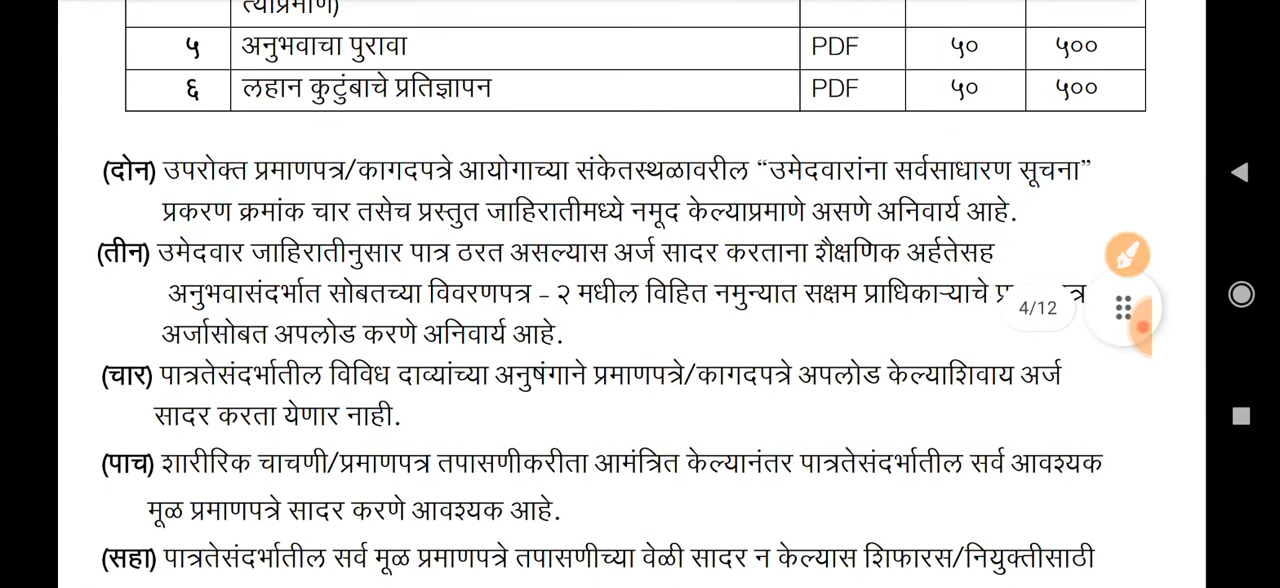 त्याप्रमाणे)
५ अनुभवाचा पुरावा PDF ५० ५००
६ लहान कुटुंबाचे प्रतिज्ञापन PDF ५० ५००
(दोन) उपरोक्त प्रमाणपत्र/कागदपत्रे आयोगाच्या संकेतस्थळावरील “उमेदवारांना सर्वसाधारण सूचना”
प्रकरण क्रमांक चार तसेच प्रस्तुत जाहिरातीमध्ये नमूद केल्याप्रमाणे असणे अनिवार्य आहे.
(तीन) उमेदवार जाहिरातीनुसार पात्र ठरत असल्यास अर्ज सादर करताना शैक्षणिक अर्हतेसह
अनुभवासंदर्भात सोबतच्या विवरणपत्र – २ मधील विहित नमुन्यात सक्षम प्राधिकाऱ्याचे
4/12
अर्जासोबत अपलोड करणे अनिवार्य आहे.
(चार) पात्रतेसंदर्भातील विविध दाव्यांच्या अनुषंगाने प्रमाणपत्रे/कागदपत्रे अपलोड केल्याशिवाय अर्ज
सादर करता येणार नाही.
(पाच) शारीरिक चाचणी/प्रमाणपत्र तपासणीकरीता आमंत्रित केल्यानंतर पात्रतेसंदर्भातील सर्व आवश्यक
मूळ प्रमाणपत्रे सादर करणे आवश्यक आहे.
(सहा) पात्रतेसंदर्भातील सर्व मूळ प्रमाणपत्रे तपासणीच्या वेळी सादर न केल्यास शिफारस/नियुक्तीसाठी